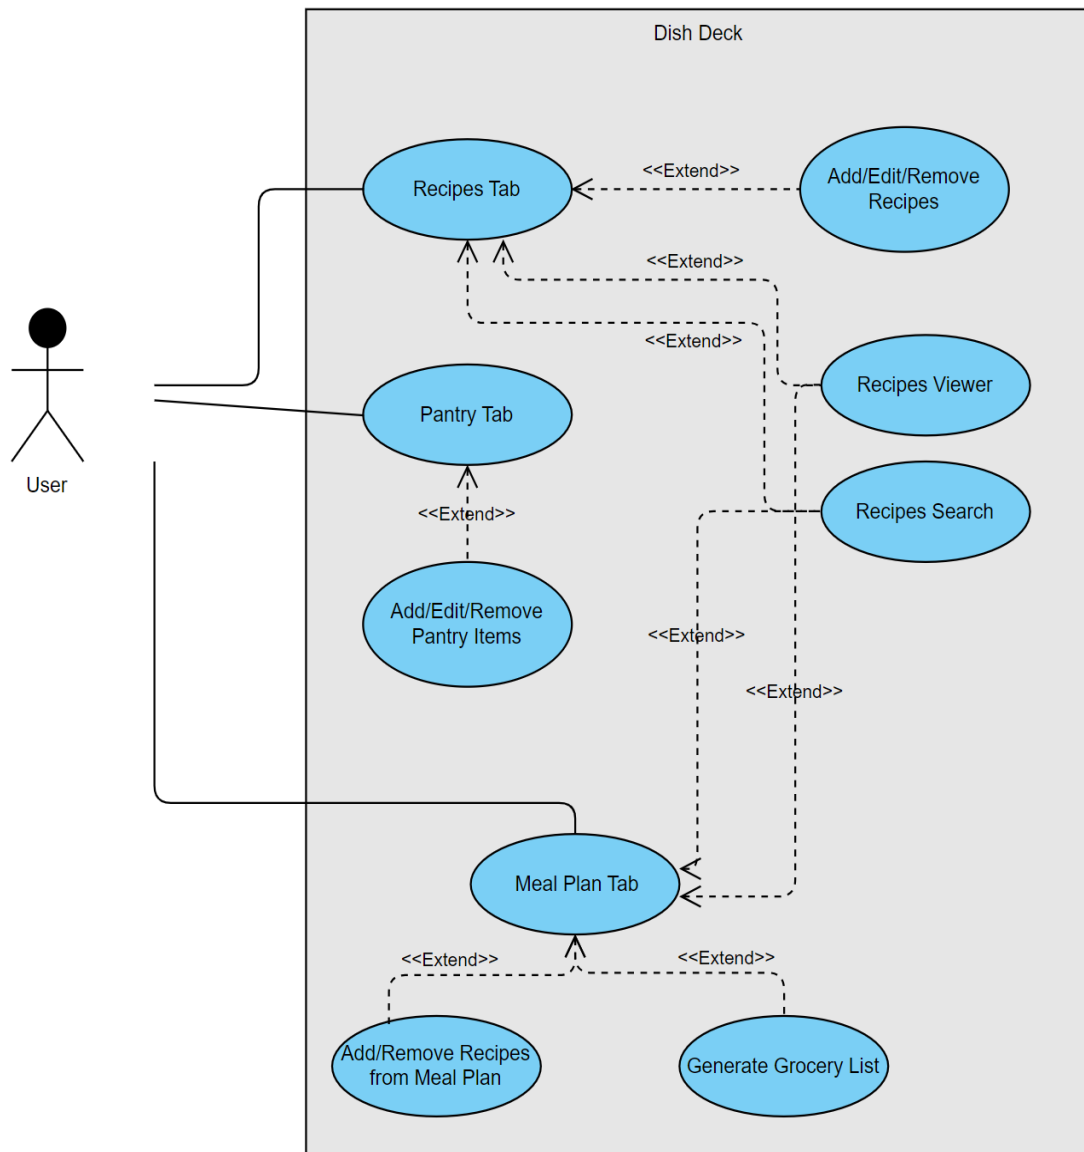 Dish Deck
Recipes Tab
<<Extend>>
Add/Edit/Remove
Recipes
<<Extend>>
<<Extend>>
Recipes Viewer
Pantry Tab
User
<<Extend>>
Recipes Search
Add/Edit/Remove
Pantry Items
<<Extend>>
<<Extend>>
Meal Plan Tab
<<Extend>>
<<Extend>>
Add/Remove Recipes
from Meal Plan
Generate Grocery List